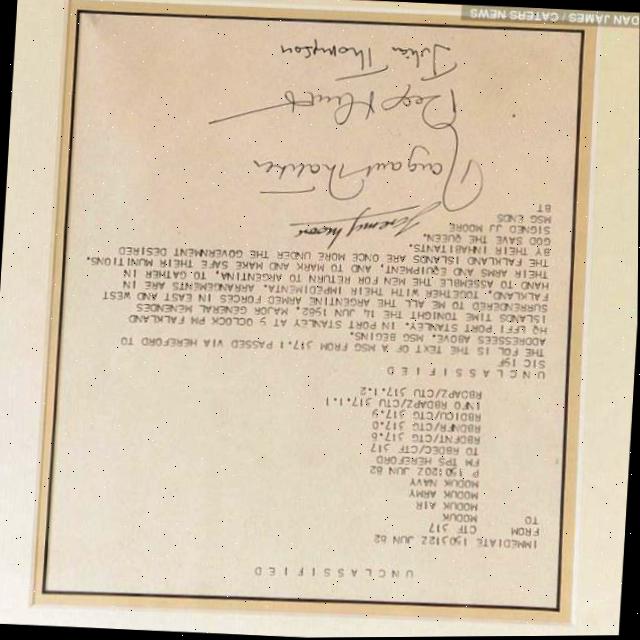 UNCLASSIFIED
IMMEDIATE 150312Z JUN 82
FROM CTF 317
TO MODUK
MODUK AIR
MODUK ARMY
MODUK NAVY
P 150120Z JUN 82
FM TPS HEREFORD
TO RBDEC/CTF 317
RBDFNT/CTG 317.8
RBDNFR/CTG 317.0
RBDICU/CTG 317.9
INFO RBDAPZ/CTU 317.1.1
RBDAPZ/CTU 317.1.2
UNCLASSIFIED
SIC 19F
THE FOL IS THE TEXT OF A MSG FROM 317.1 PASSED VIA HEREFORD TO
ADDRESSEES ABOVE. MSG BEGINS.
HQ LFFI PORT STANLEY. IN PORT STANLEY AT 9 OCLOCK PM FALKLAND
ISLANDS TIME TONIGHT THE 14 JUN 1982, MAJOR GENERAL MENENDES
SURRENDERED TO ME ALL THE ARGENTINE ARMED FORCES IN EAST AND WEST
FALKLAND, TOGETHER WITH THEIR IMPEDIMENTA. ARRANGEMENTS ARE IN
HAND TO ASSEMBLE THE MEN FOR RETURN TO ARGENTINA, TO GATHER IN
THEIR ARMS AND EQUIPMENT, AND TO MARK AND MAKE SAFE THEIR MUNITIONS.
THE FALKLAND ISLANDS ARE ONCE MORE UNDER THE GOVERNMENT DESIRED
BY THEIR INHABITANTS.
GOD SAVE THE QUEEN.
SIGNED JJ MOORE
MSG ENDS
BT
Jeremy Moore
Margaret Thatcher
Julian Thompson
DAN JAMES / CATERS NEWS